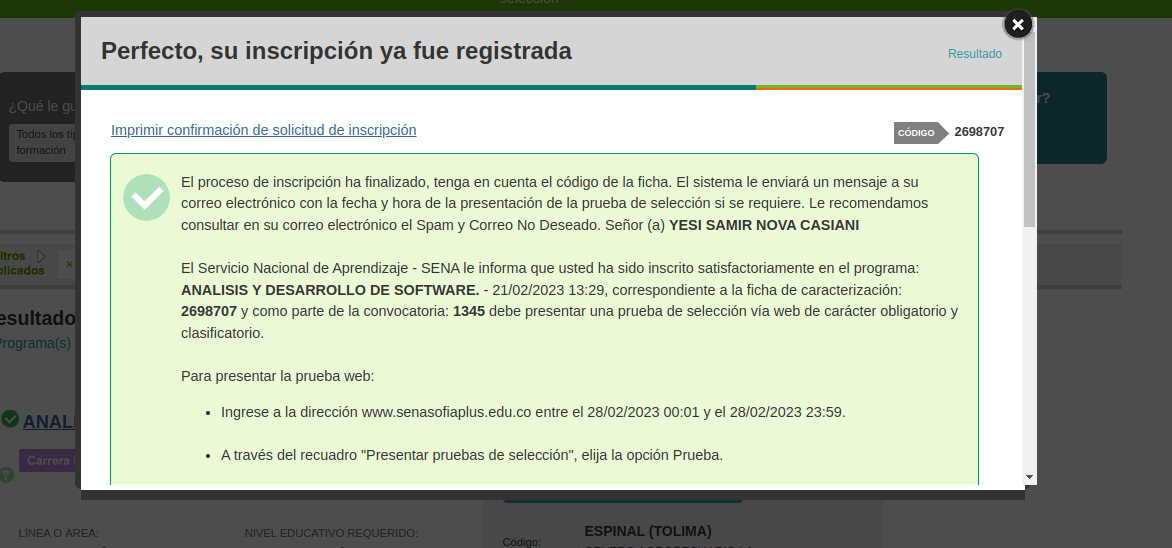 Selección
Perfecto, su inscripción ya fue registrada
Resultado
¿Qué le gu
r?
Todos los tip
formación
Imprimir confirmación de solicitud de inscripción
CÓDIGO
2698707
El proceso de inscripción ha finalizado, tenga en cuenta el código de la ficha. El sistema le enviará un mensaje a su
correo electrónico con la fecha y hora de la presentación de la prueba de selección si se requiere. Le recomendamos
consultar en su correo electrónico el Spam y Correo No Deseado. Señor (a) YESI SAMIR NOVA CASIANI
ltros
plicados
×
El Servicio Nacional de Aprendizaje - SENA le informa que usted ha sido inscrito satisfactoriamente en el programa:
ANALISIS Y DESARROLLO DE SOFTWARE. - 21/02/2023 13:29, correspondiente a la ficha de caracterización:
2698707 y como parte de la convocatoria: 1345 debe presentar una prueba de selección vía web de carácter obligatorio y
clasificatorio.
esultado
Programa(s)
Para presentar la prueba web:
• Ingrese a la dirección www.senasofiaplus.edu.co entre el 28/02/2023 00:01 y el 28/02/2023 23:59.
ANAL
• A través del recuadro "Presentar pruebas de selección", elija la opción Prueba.
Carrera
?
LÍNEA O ÁREA:
NIVEL EDUCATIVO REQUERIDO:
Código:
ESPINAL (TOLIMA)